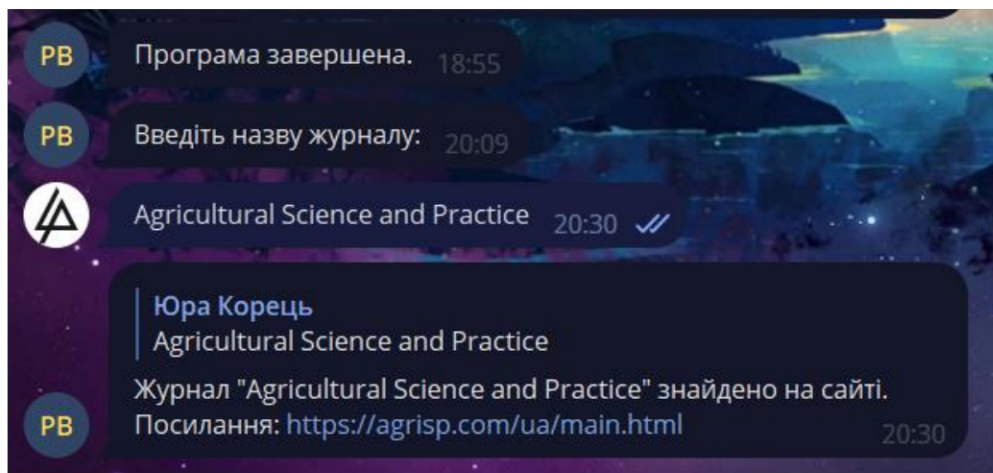 PB
Програма завершена. 18:55
PB
Введіть назву журналу: 20:09
Agricultural Science and Practice 20:30
Юра Корець
Agricultural Science and Practice
Журнал "Agricultural Science and Practice" знайдено на сайті.
PB
Посилання: https://agrisp.com/ua/main.html 20:30